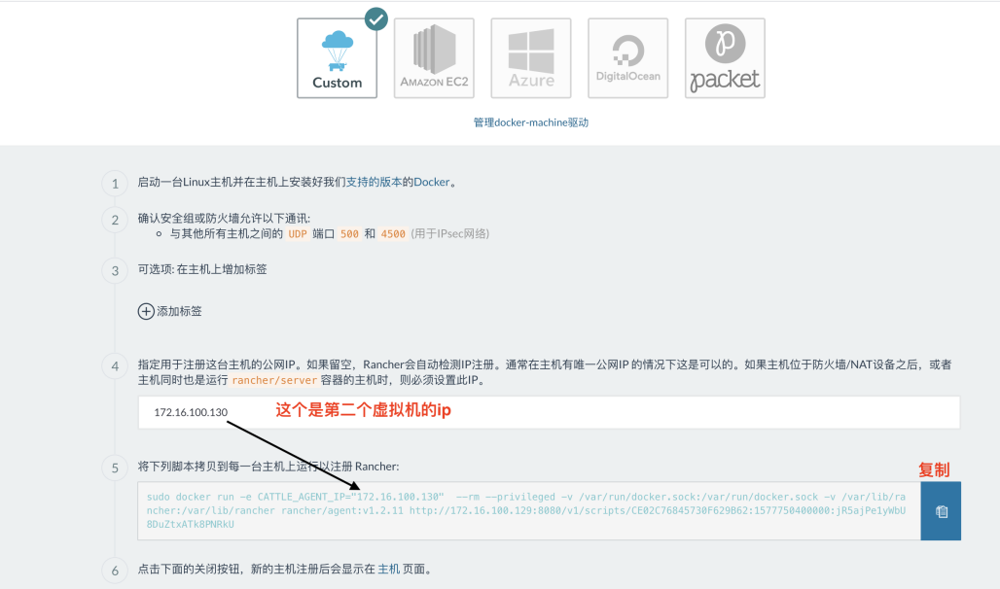 Custom
AMAZON EC2
Azure
DigitalOcean
packet
管理docker-machine驱动
1
启动一台Linux主机并在主机上安装好我们支持的版本的Docker。
2
确认安全组或防火墙允许以下通讯:
与其他所有主机之间的 UDP 端口 500 和 4500 (用于IPsec网络)
3
可选项: 在主机上增加标签
添加标签
4
指定用于注册这台主机的公网IP。如果留空，Rancher会自动检测IP注册。通常在主机有唯一公网IP 的情况下这是可以的。如果主机位于防火墙/NAT设备之后，或者
主机同时也是运行 rancher/server 容器的主机时，则必须设置此IP。
172.16.100.130 这个是第二个虚拟机的ip
5
将下列脚本拷贝到每一台主机上运行以注册 Rancher:
复制
sudo docker run -e CATTLE_AGENT_IP="172.16.100.130"  --rm --privileged -v /var/run/docker.sock:/var/run/docker.sock -v /var/lib/ra
ncher:/var/lib/rancher rancher/agent:v1.2.11 http://172.16.100.129:8080/v1/scripts/CE02C76845730F629B62:1577750400000:jR5ajPe1yWbU
8DuZtxATk8PNRkU
6
点击下面的关闭按钮，新的主机注册后会显示在 主机 页面。